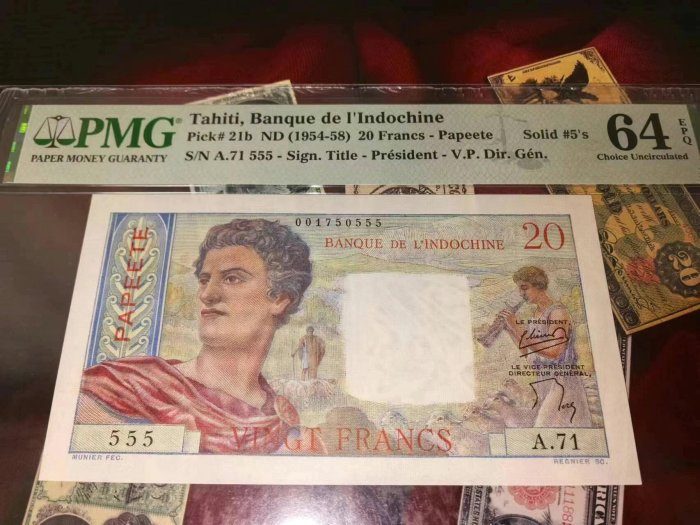 PMG
PAPER MONEY GUARANTY
Tahiti, Banque de l'Indochine
Pick# 21b ND (1954-58) 20 Francs - Papeete
Solid #5's
S/N A.71 555 - Sign. Title - Président - V.P. Dir. Gén.
64
EPQ
Choice Uncirculated
001750555
BANQUE DE L'INDOCHINE
20
PAPEETE
LE PRÉSIDENT,
LE VICE-PRÉSIDENT
DIRECTEUR GÉNÉRAL,
555
VINGT FRANCS
A.71
MUNIER FEC.
REGNIER SC.